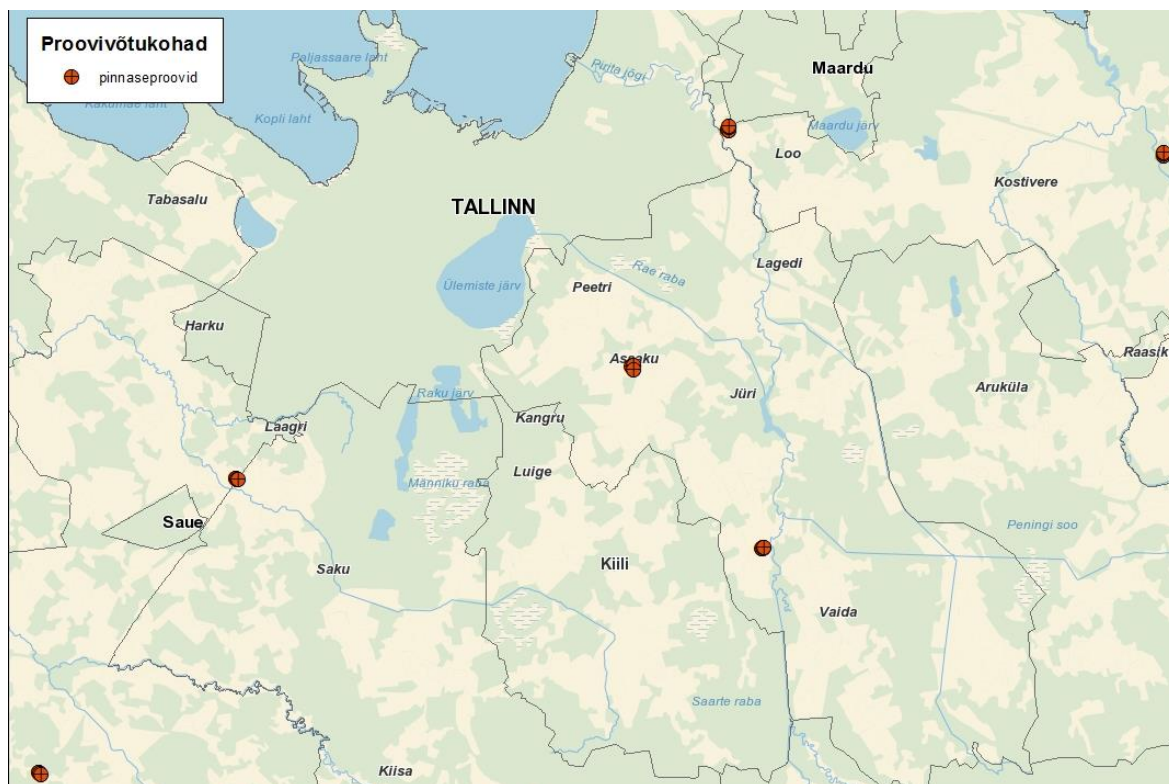 Proovivõtukohad
pinnaseproovid
Paljassaare laht
Kakumäe laht
Kopli laht
Pirita jõgi
Maardu
Maardu järv
Loo
Kostivere
Tabasalu
TALLINN
Lagedi
Rae raba
Peetri
Ülemiste järv
Harku
Assaku
Raasik
Jüri
Aruküla
Raku järv
Kangru
Laagri
Luige
Männiku raba
Saue
Peningi soo
Kiili
Saku
Vaida
Saarte raba
Kiisa